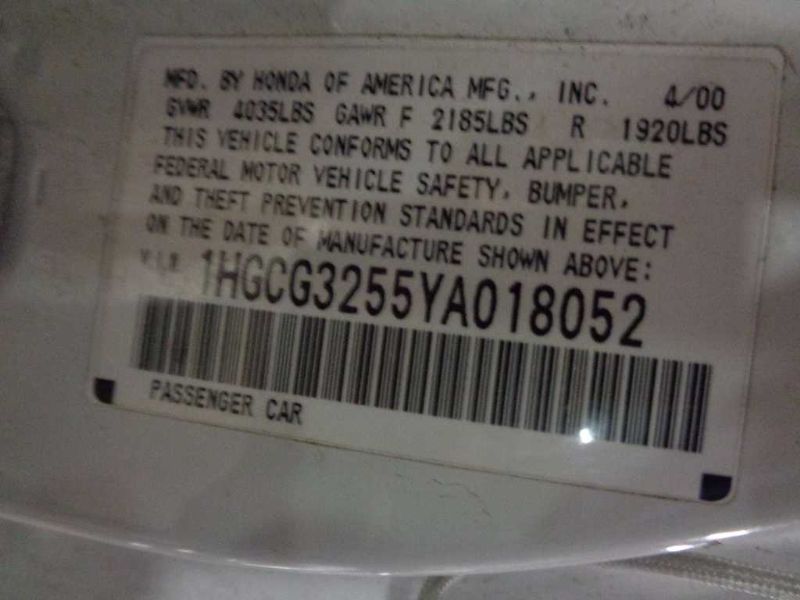 MFD. BY HONDA OF AMERICA MFG., INC. 4/00
GVWR 4035LBS GAWR F 2185LBS R 1920LBS
THIS VEHICLE CONFORMS TO ALL APPLICABLE
FEDERAL MOTOR VEHICLE SAFETY, BUMPER,
AND THEFT PREVENTION STANDARDS IN EFFECT
ON THE DATE OF MANUFACTURE SHOWN ABOVE:
V.I.N 1HGCG3255YA018052
PASSENGER CAR